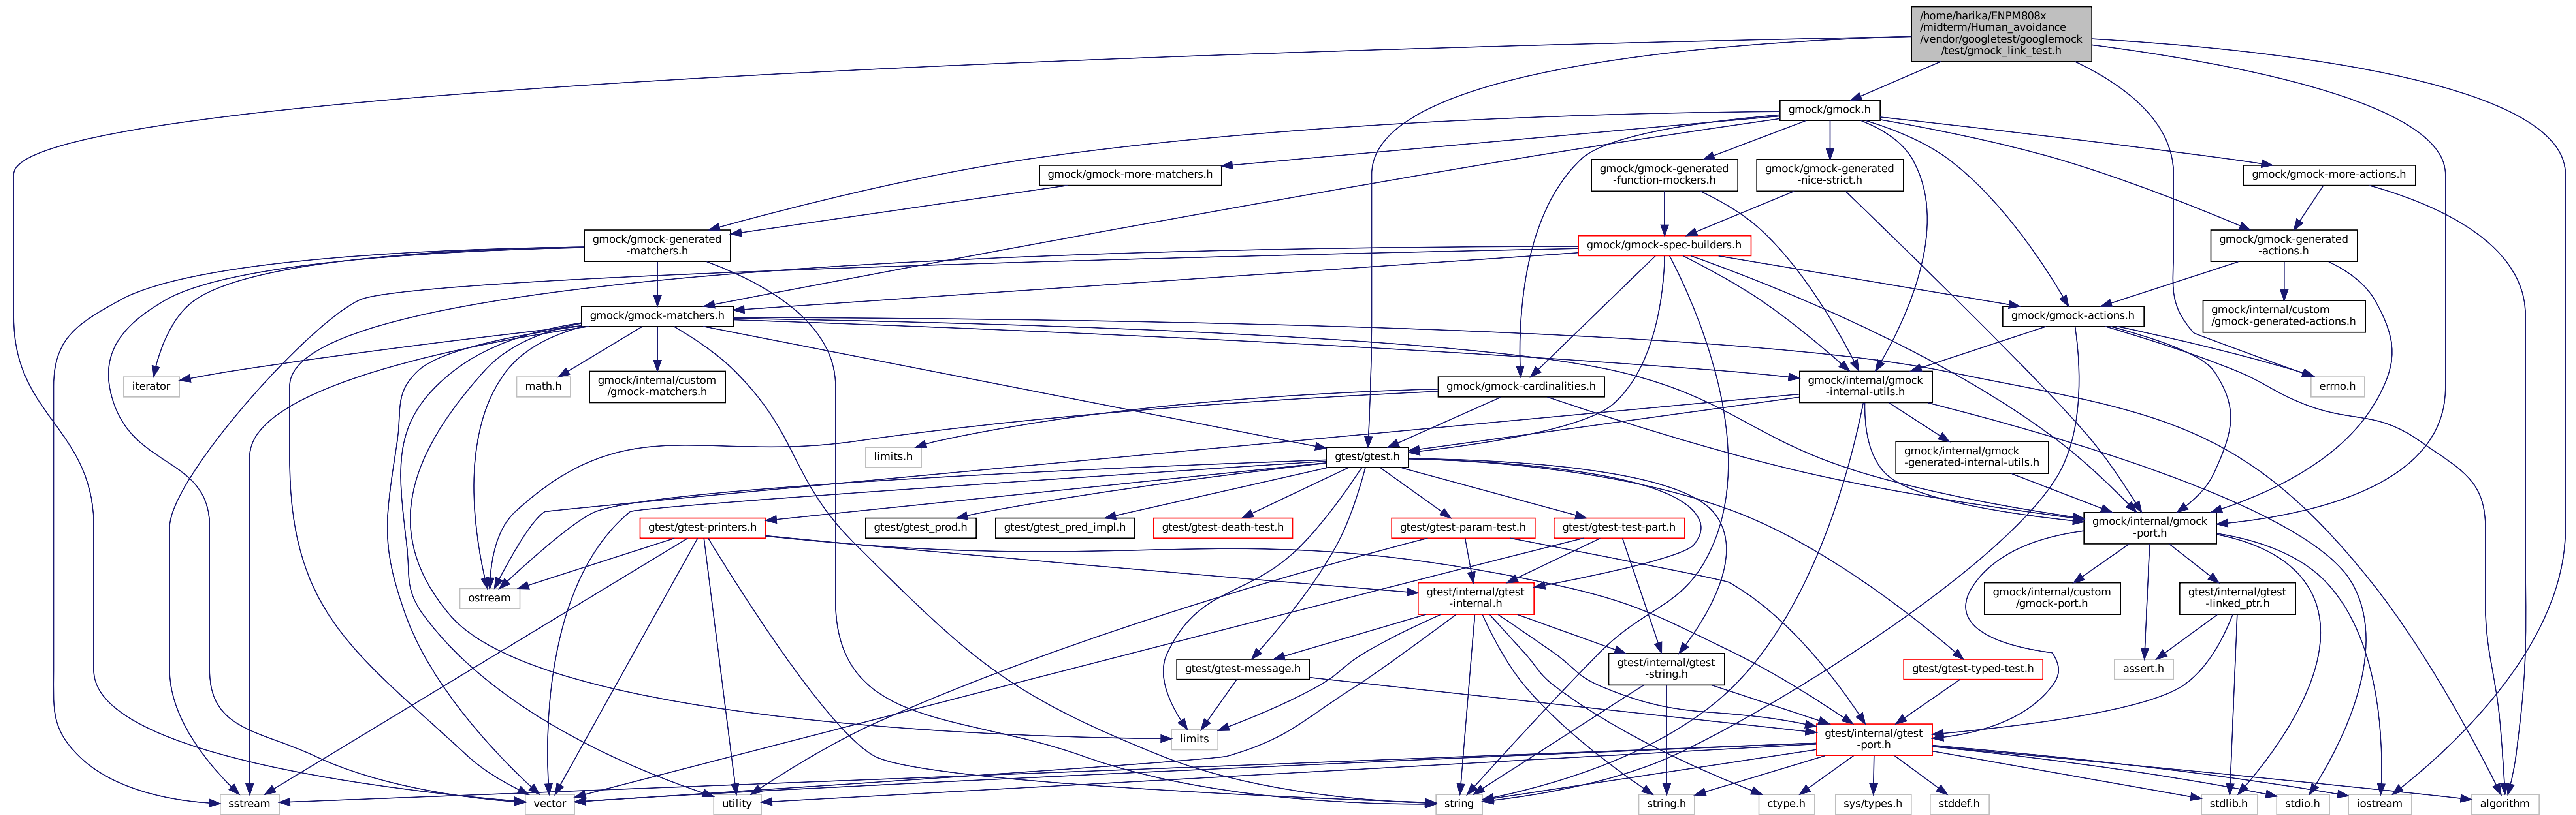 /home/harika/ENPM808x
/midterm/Human_avoidance
/vendor/googletest/googlemock
/test/gmock_link_test.h
gmock/gmock.h
gmock/gmock-more-matchers.h
gmock/gmock-generated
-function-mockers.h
gmock/gmock-generated
-nice-strict.h
gmock/gmock-more-actions.h
gmock/gmock-generated
-matchers.h
gmock/gmock-spec-builders.h
gmock/gmock-generated
-actions.h
gmock/gmock-matchers.h
gmock/gmock-actions.h
gmock/internal/custom
/gmock-generated-actions.h
iterator
math.h
gmock/internal/custom
/gmock-matchers.h
gmock/gmock-cardinalities.h
gmock/internal/gmock
-internal-utils.h
errno.h
limits.h
gtest/gtest.h
gmock/internal/gmock
-generated-internal-utils.h
gtest/gtest-printers.h
gtest/gtest_prod.h
gtest/gtest_pred_impl.h
gtest/gtest-death-test.h
gtest/gtest-param-test.h
gtest/gtest-test-part.h
gmock/internal/gmock
-port.h
ostream
gtest/internal/gtest
-internal.h
gmock/internal/custom
/gmock-port.h
gtest/internal/gtest
-linked_ptr.h
gtest/gtest-message.h
gtest/internal/gtest
-string.h
gtest/gtest-typed-test.h
assert.h
limits
gtest/internal/gtest
-port.h
sstream
vector
utility
string
string.h
ctype.h
sys/types.h
stddef.h
stdlib.h
stdio.h
iostream
algorithm